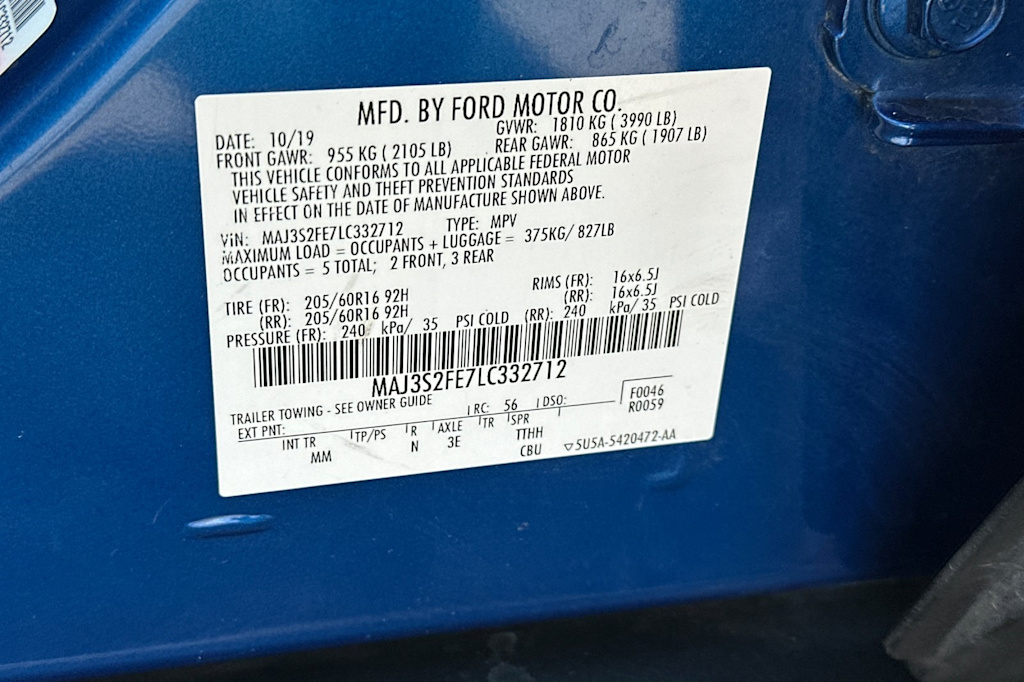 C332712
MFD. BY FORD MOTOR CO.
DATE: 10/19 GVWR: 1810 KG ( 3990 LB)
FRONT GAWR: 955 KG ( 2105 LB) REAR GAWR: 865 KG ( 1907 LB)
THIS VEHICLE CONFORMS TO ALL APPLICABLE FEDERAL MOTOR
VEHICLE SAFETY AND THEFT PREVENTION STANDARDS
IN EFFECT ON THE DATE OF MANUFACTURE SHOWN ABOVE.
VIN: MAJ3S2FE7LC332712 TYPE: MPV
MAXIMUM LOAD = OCCUPANTS + LUGGAGE = 375KG/ 827LB
OCCUPANTS = 5 TOTAL; 2 FRONT, 3 REAR
TIRE (FR): 205/60R16 92H RIMS (FR): 16x6.5J
(RR): 205/60R16 92H (RR): 16x6.5J
PRESSURE (FR): 240 kPa/ 35 PSI COLD (RR): 240 kPa/ 35 PSI COLD
MAJ3S2FE7LC332712
TRAILER TOWING - SEE OWNER GUIDE RC: 56 DSO: F0046
EXT PNT: R0059
INT TR TP/PS R AXLE TR SPR
MM N 3E TTHH
CBU ▽5U5A-5420472-AA